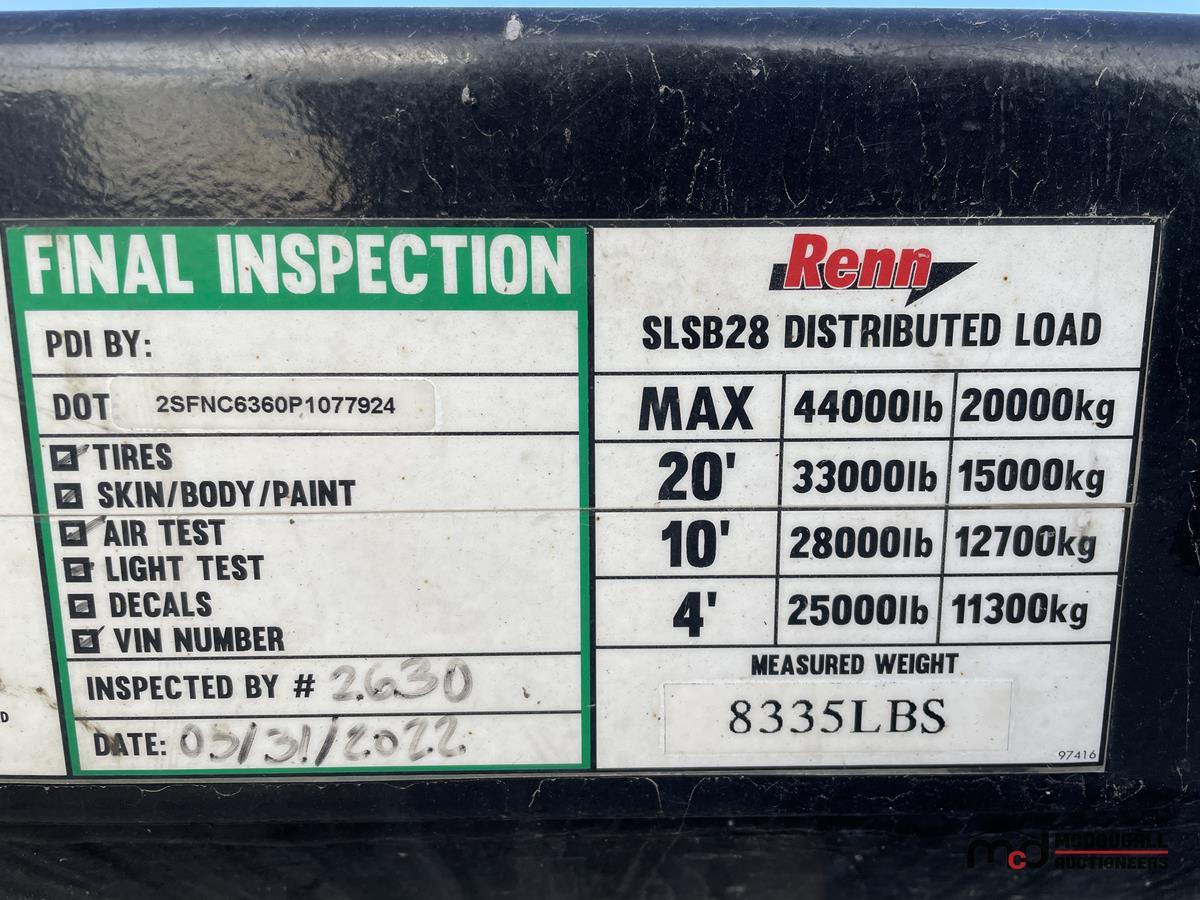 FINAL INSPECTION
PDI BY:
DOT 2SFNC6360P1077924
TIRES
SKIN/BODY/PAINT
AIR TEST
LIGHT TEST
DECALS
VIN NUMBER
INSPECTED BY # 2630
DATE: 03/31/2022
D
Renn
SLSB28 DISTRIBUTED LOAD
MAX 44000lb 20000kg
20' 33000lb 15000kg
10' 28000lb 12700kg
4' 25000lb 11300kg
MEASURED WEIGHT
8335LBS
97416
mcd MCDOUGALL
AUCTIONEERS